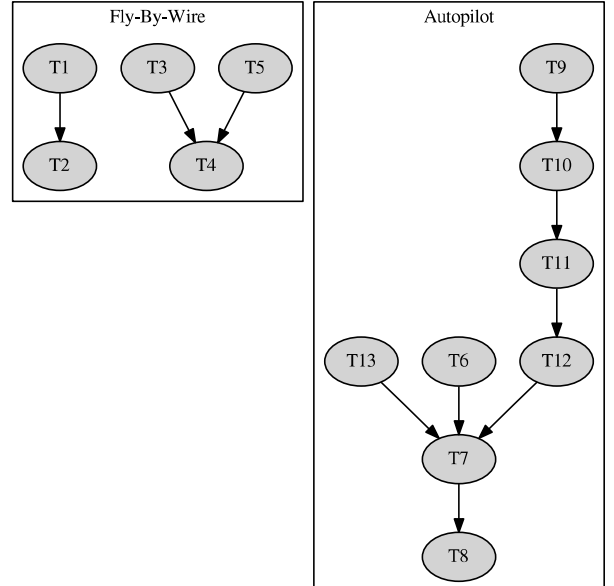 Fly-By-Wire
T1
T3
T5
T2
T4
Autopilot
T9
T10
T11
T13
T6
T12
T7
T8